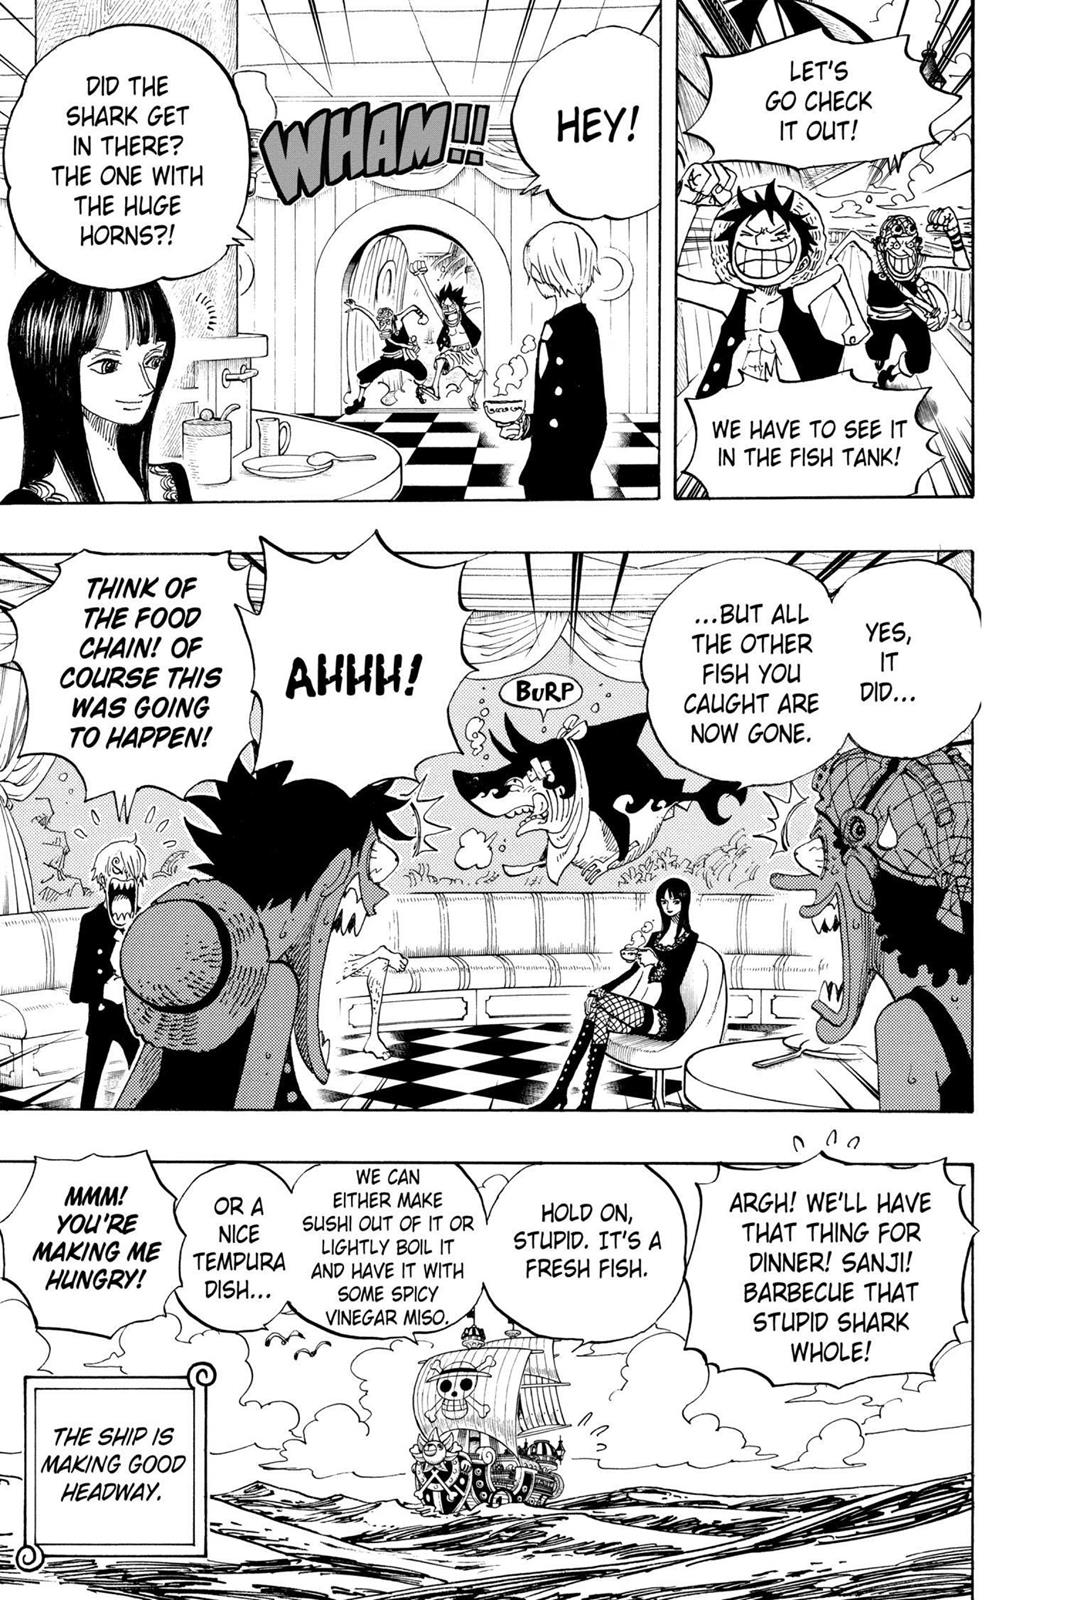 LET'S
GO CHECK
IT OUT!
WE HAVE TO SEE IT
IN THE FISH TANK!
HEY!
WHAM!!
DID THE
SHARK GET
IN THERE?
THE ONE WITH
THE HUGE
HORNS?!
YES,
IT
DID...
...BUT ALL
THE OTHER
FISH YOU
CAUGHT ARE
NOW GONE.
BURP
AHHH!
THINK OF
THE FOOD
CHAIN! OF
COURSE THIS
WAS GOING
TO HAPPEN!
ARGH! WE'LL HAVE
THAT THING FOR
DINNER! SANJI!
BARBECUE THAT
STUPID SHARK
WHOLE!
HOLD ON,
STUPID. IT'S A
FRESH FISH.
WE CAN
EITHER MAKE
SUSHI OUT OF IT OR
LIGHTLY BOIL IT
AND HAVE IT WITH
SOME SPICY
VINEGAR MISO.
OR A
NICE
TEMPURA
DISH...
MMM!
YOU'RE
MAKING ME
HUNGRY!
THE SHIP IS
MAKING GOOD
HEADWAY.